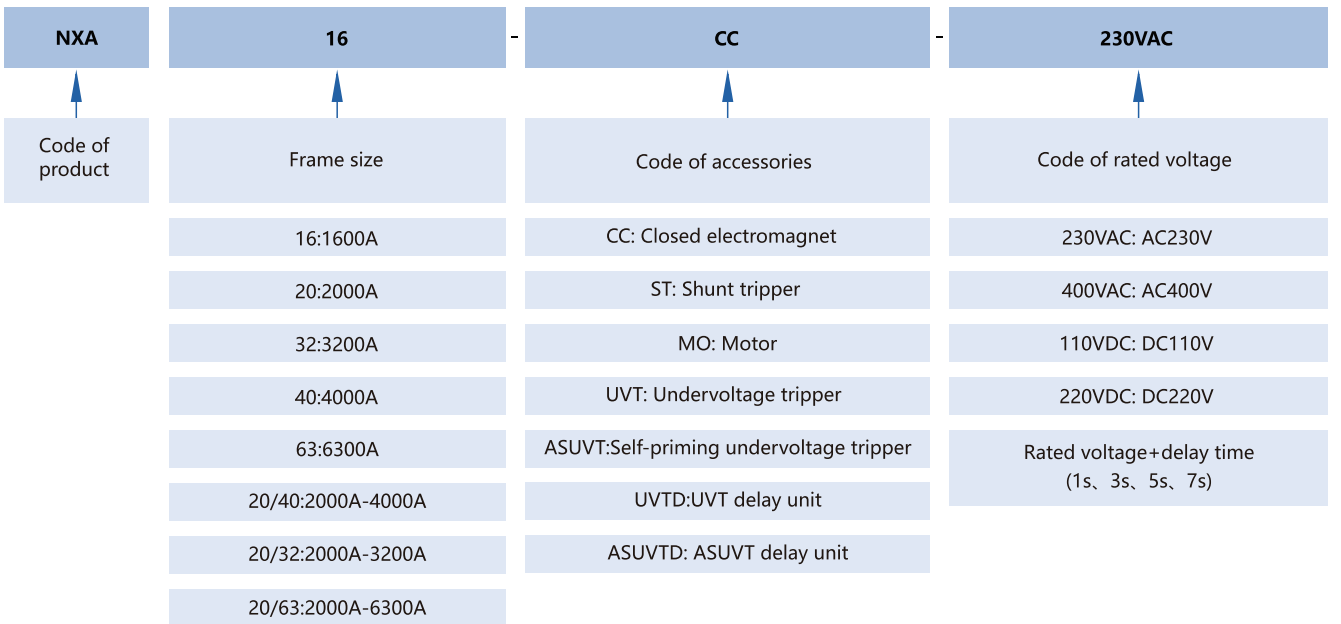 NXA 16 - CC - 230VAC
Code of
product
Frame size
Code of accessories
Code of rated voltage
16:1600A
CC: Closed electromagnet
230VAC: AC230V
20:2000A
ST: Shunt tripper
400VAC: AC400V
32:3200A
MO: Motor
110VDC: DC110V
40:4000A
UVT: Undervoltage tripper
220VDC: DC220V
63:6300A
ASUVT:Self-priming undervoltage tripper
Rated voltage+delay time
(1s、3s、5s、7s)
20/40:2000A-4000A
UVTD:UVT delay unit
20/32:2000A-3200A
ASUVTD: ASUVT delay unit
20/63:2000A-6300A